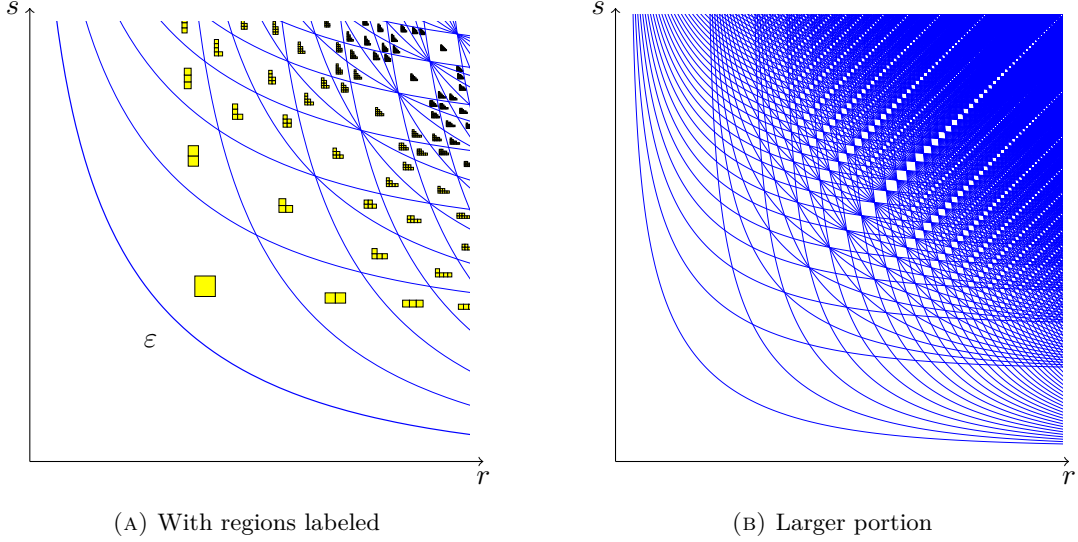 s
s
ε
r
r
(A) With regions labeled
(B) Larger portion